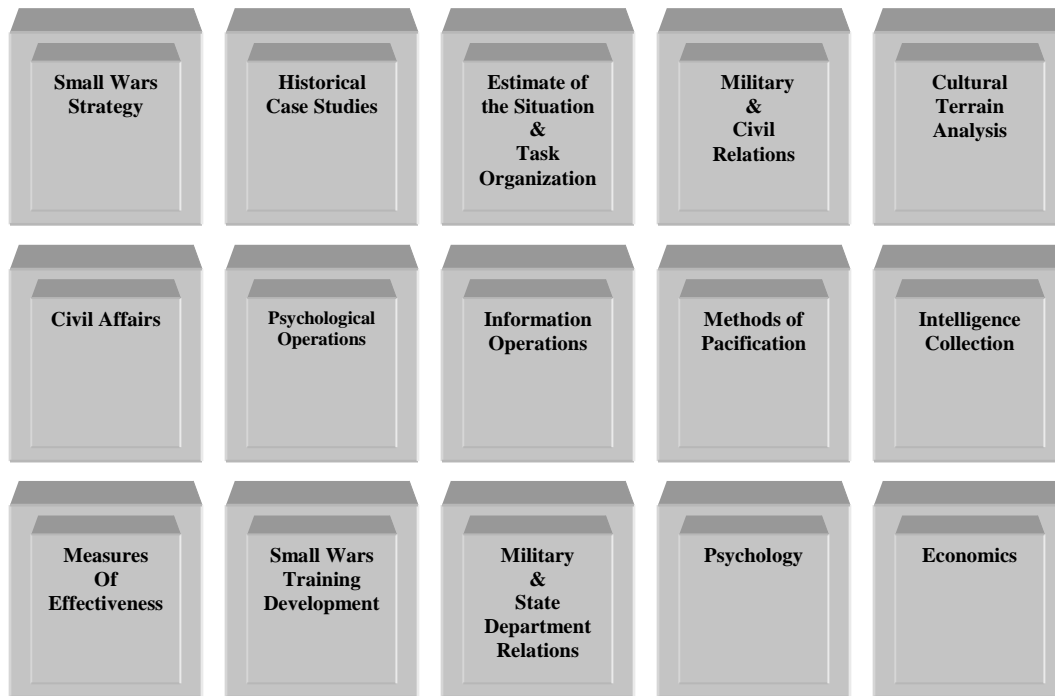 Small Wars
Strategy
Historical
Case Studies
Estimate of
the Situation
&
Task
Organization
Military
&
Civil
Relations
Cultural
Terrain
Analysis
Civil Affairs
Psychological
Operations
Information
Operations
Methods of
Pacification
Intelligence
Collection
Measures
Of
Effectiveness
Small Wars
Training
Development
Military
&
State
Department
Relations
Psychology
Economics